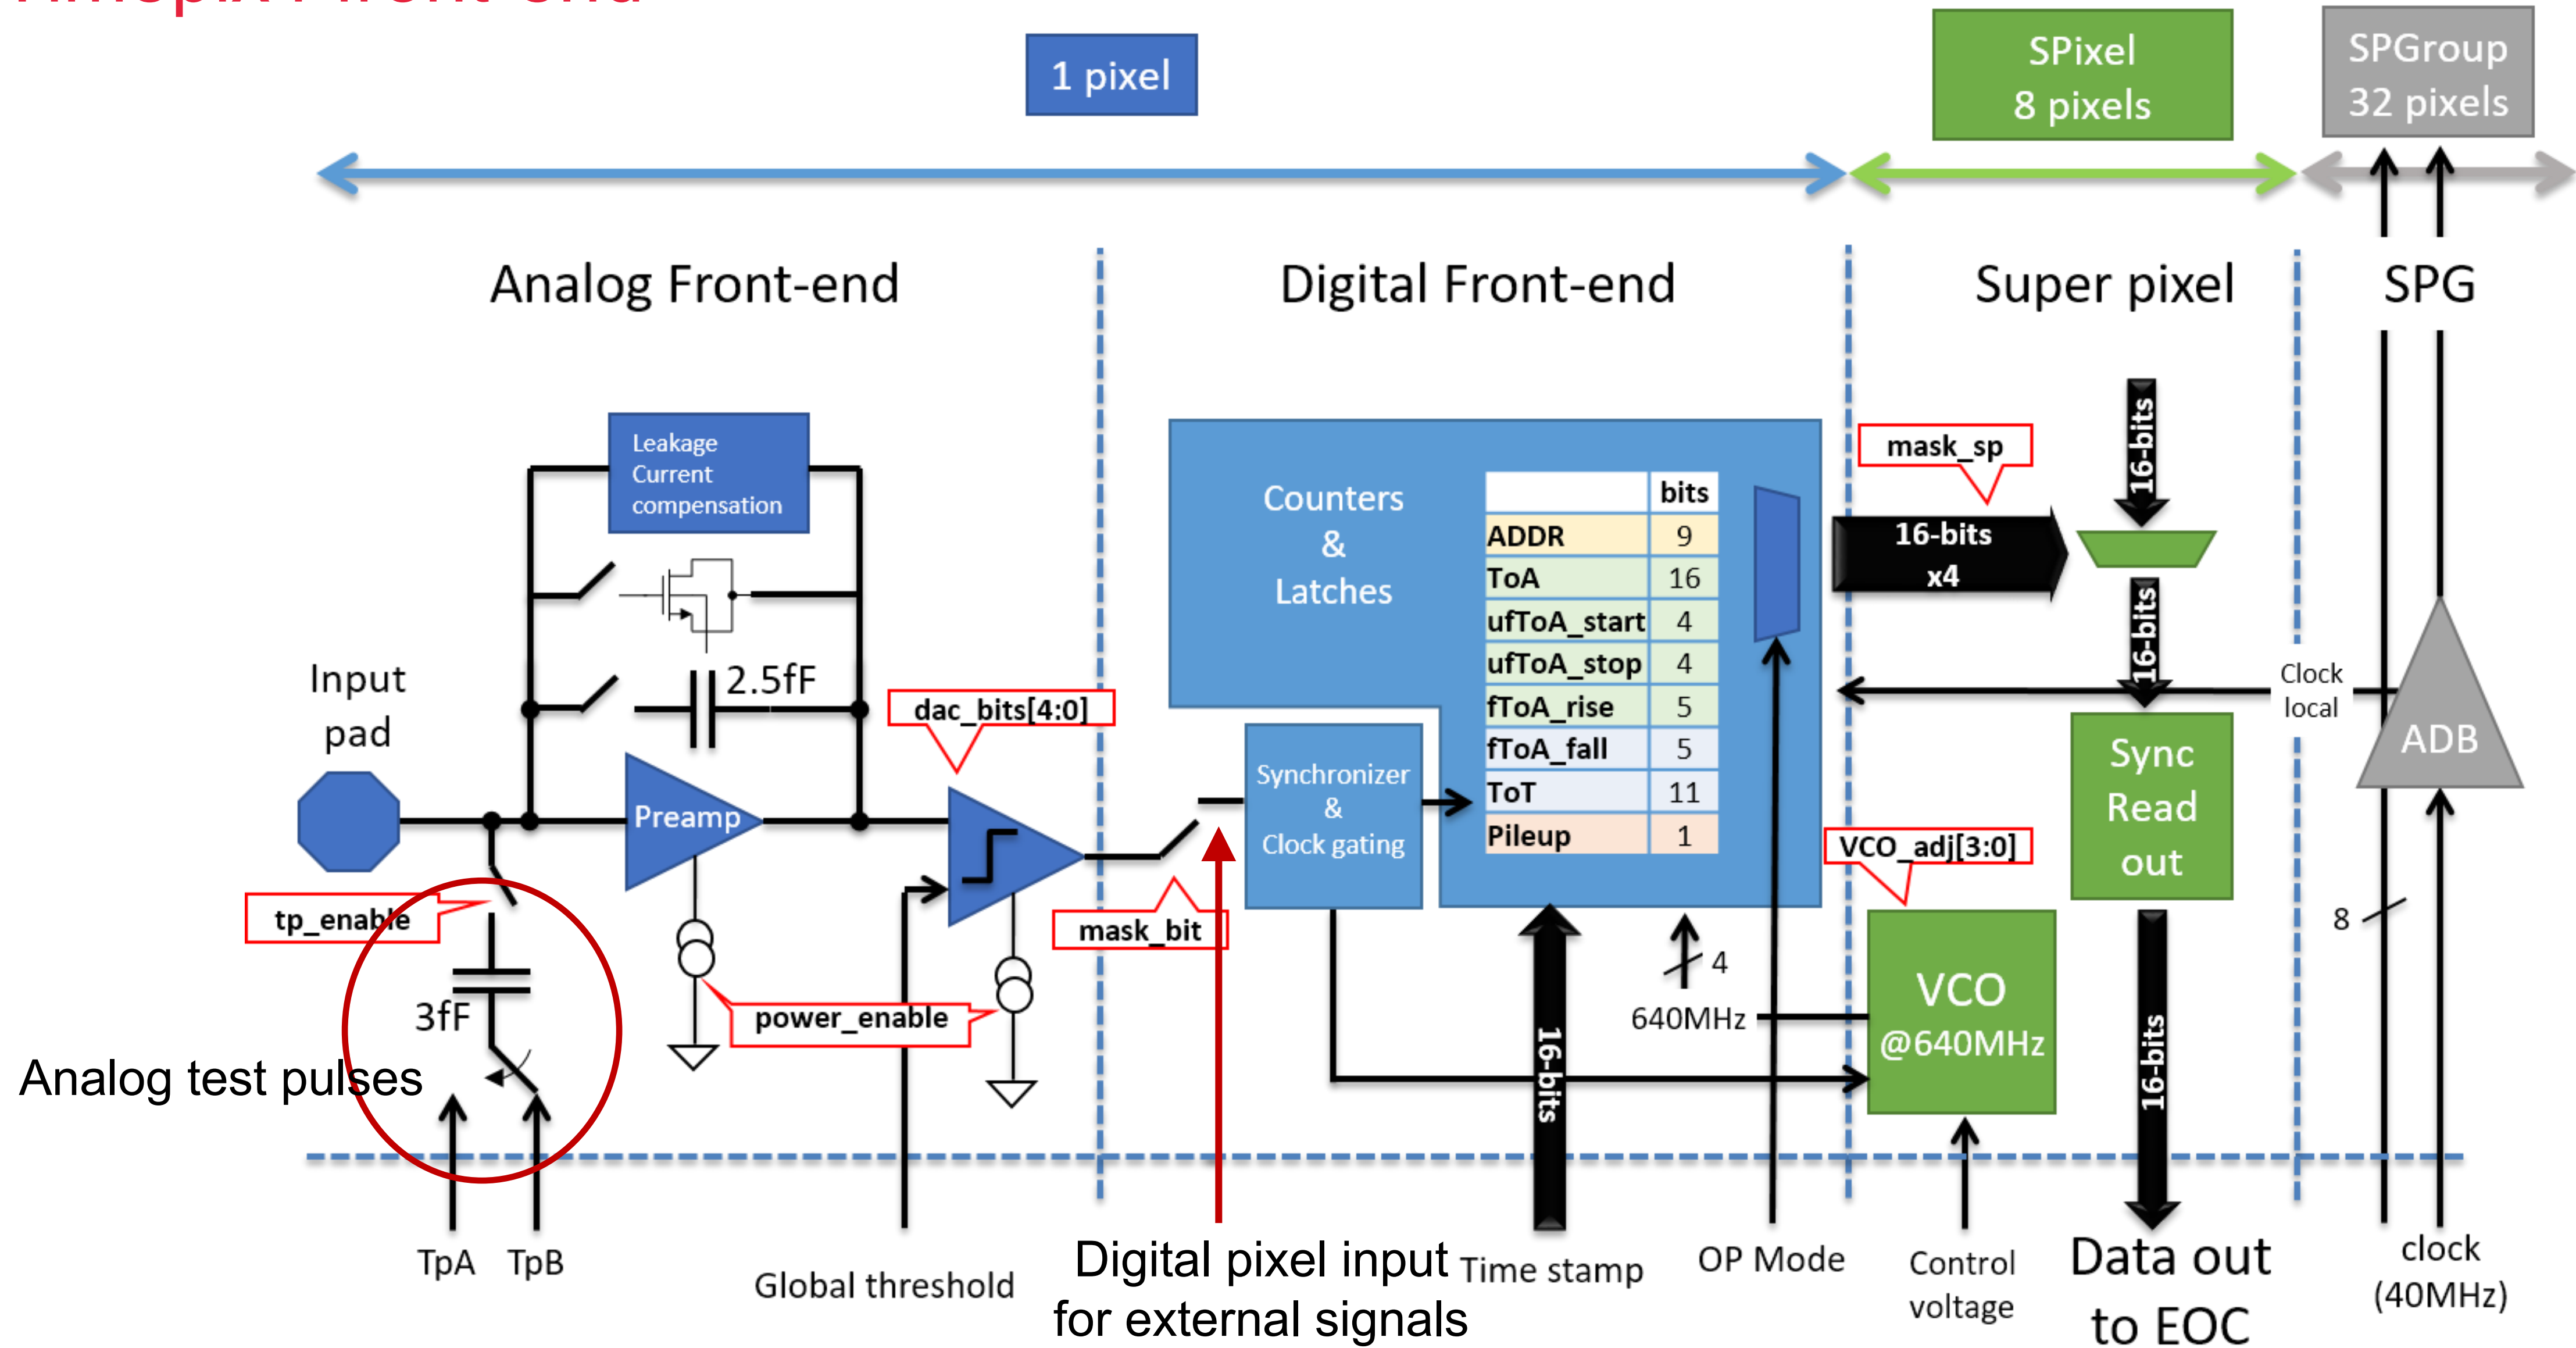 1 pixel
SPixel
8 pixels
SPGroup
32 pixels
Analog Front-end
Digital Front-end
Super pixel
SPG
Leakage
Current
compensation
2.5fF
Input
pad
Preamp
dac_bits[4:0]
tp_enable
3fF
power_enable
mask_bit
Analog test pulses
TpA
TpB
Global threshold
Counters
&
Latches
bits
ADDR 9
ToA 16
ufToA_start 4
ufToA_stop 4
fToA_rise 5
fToA_fall 5
ToT 11
Pileup 1
Synchronizer
&
Clock gating
4
640MHz
16-bits
Digital pixel input
for external signals
Time stamp
OP Mode
mask_sp
16-bits
16-bits
x4
16-bits
Clock
local
Sync
Read
out
VCO_adj[3:0]
VCO
@640MHz
16-bits
Control
voltage
Data out
to EOC
ADB
8
clock
(40MHz)